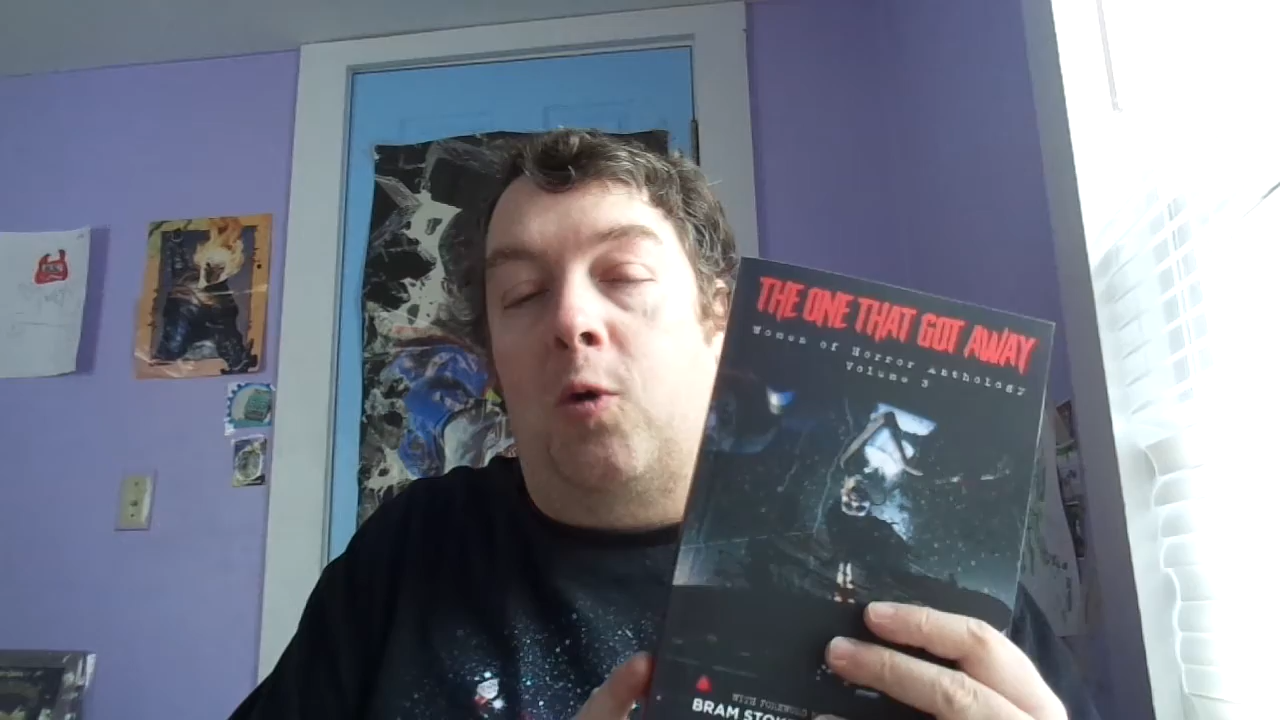 THE ONE THAT GOT AWAY
Women of Horror Anthology
Volume 3
WITH FOREWORD
BRAM STOK